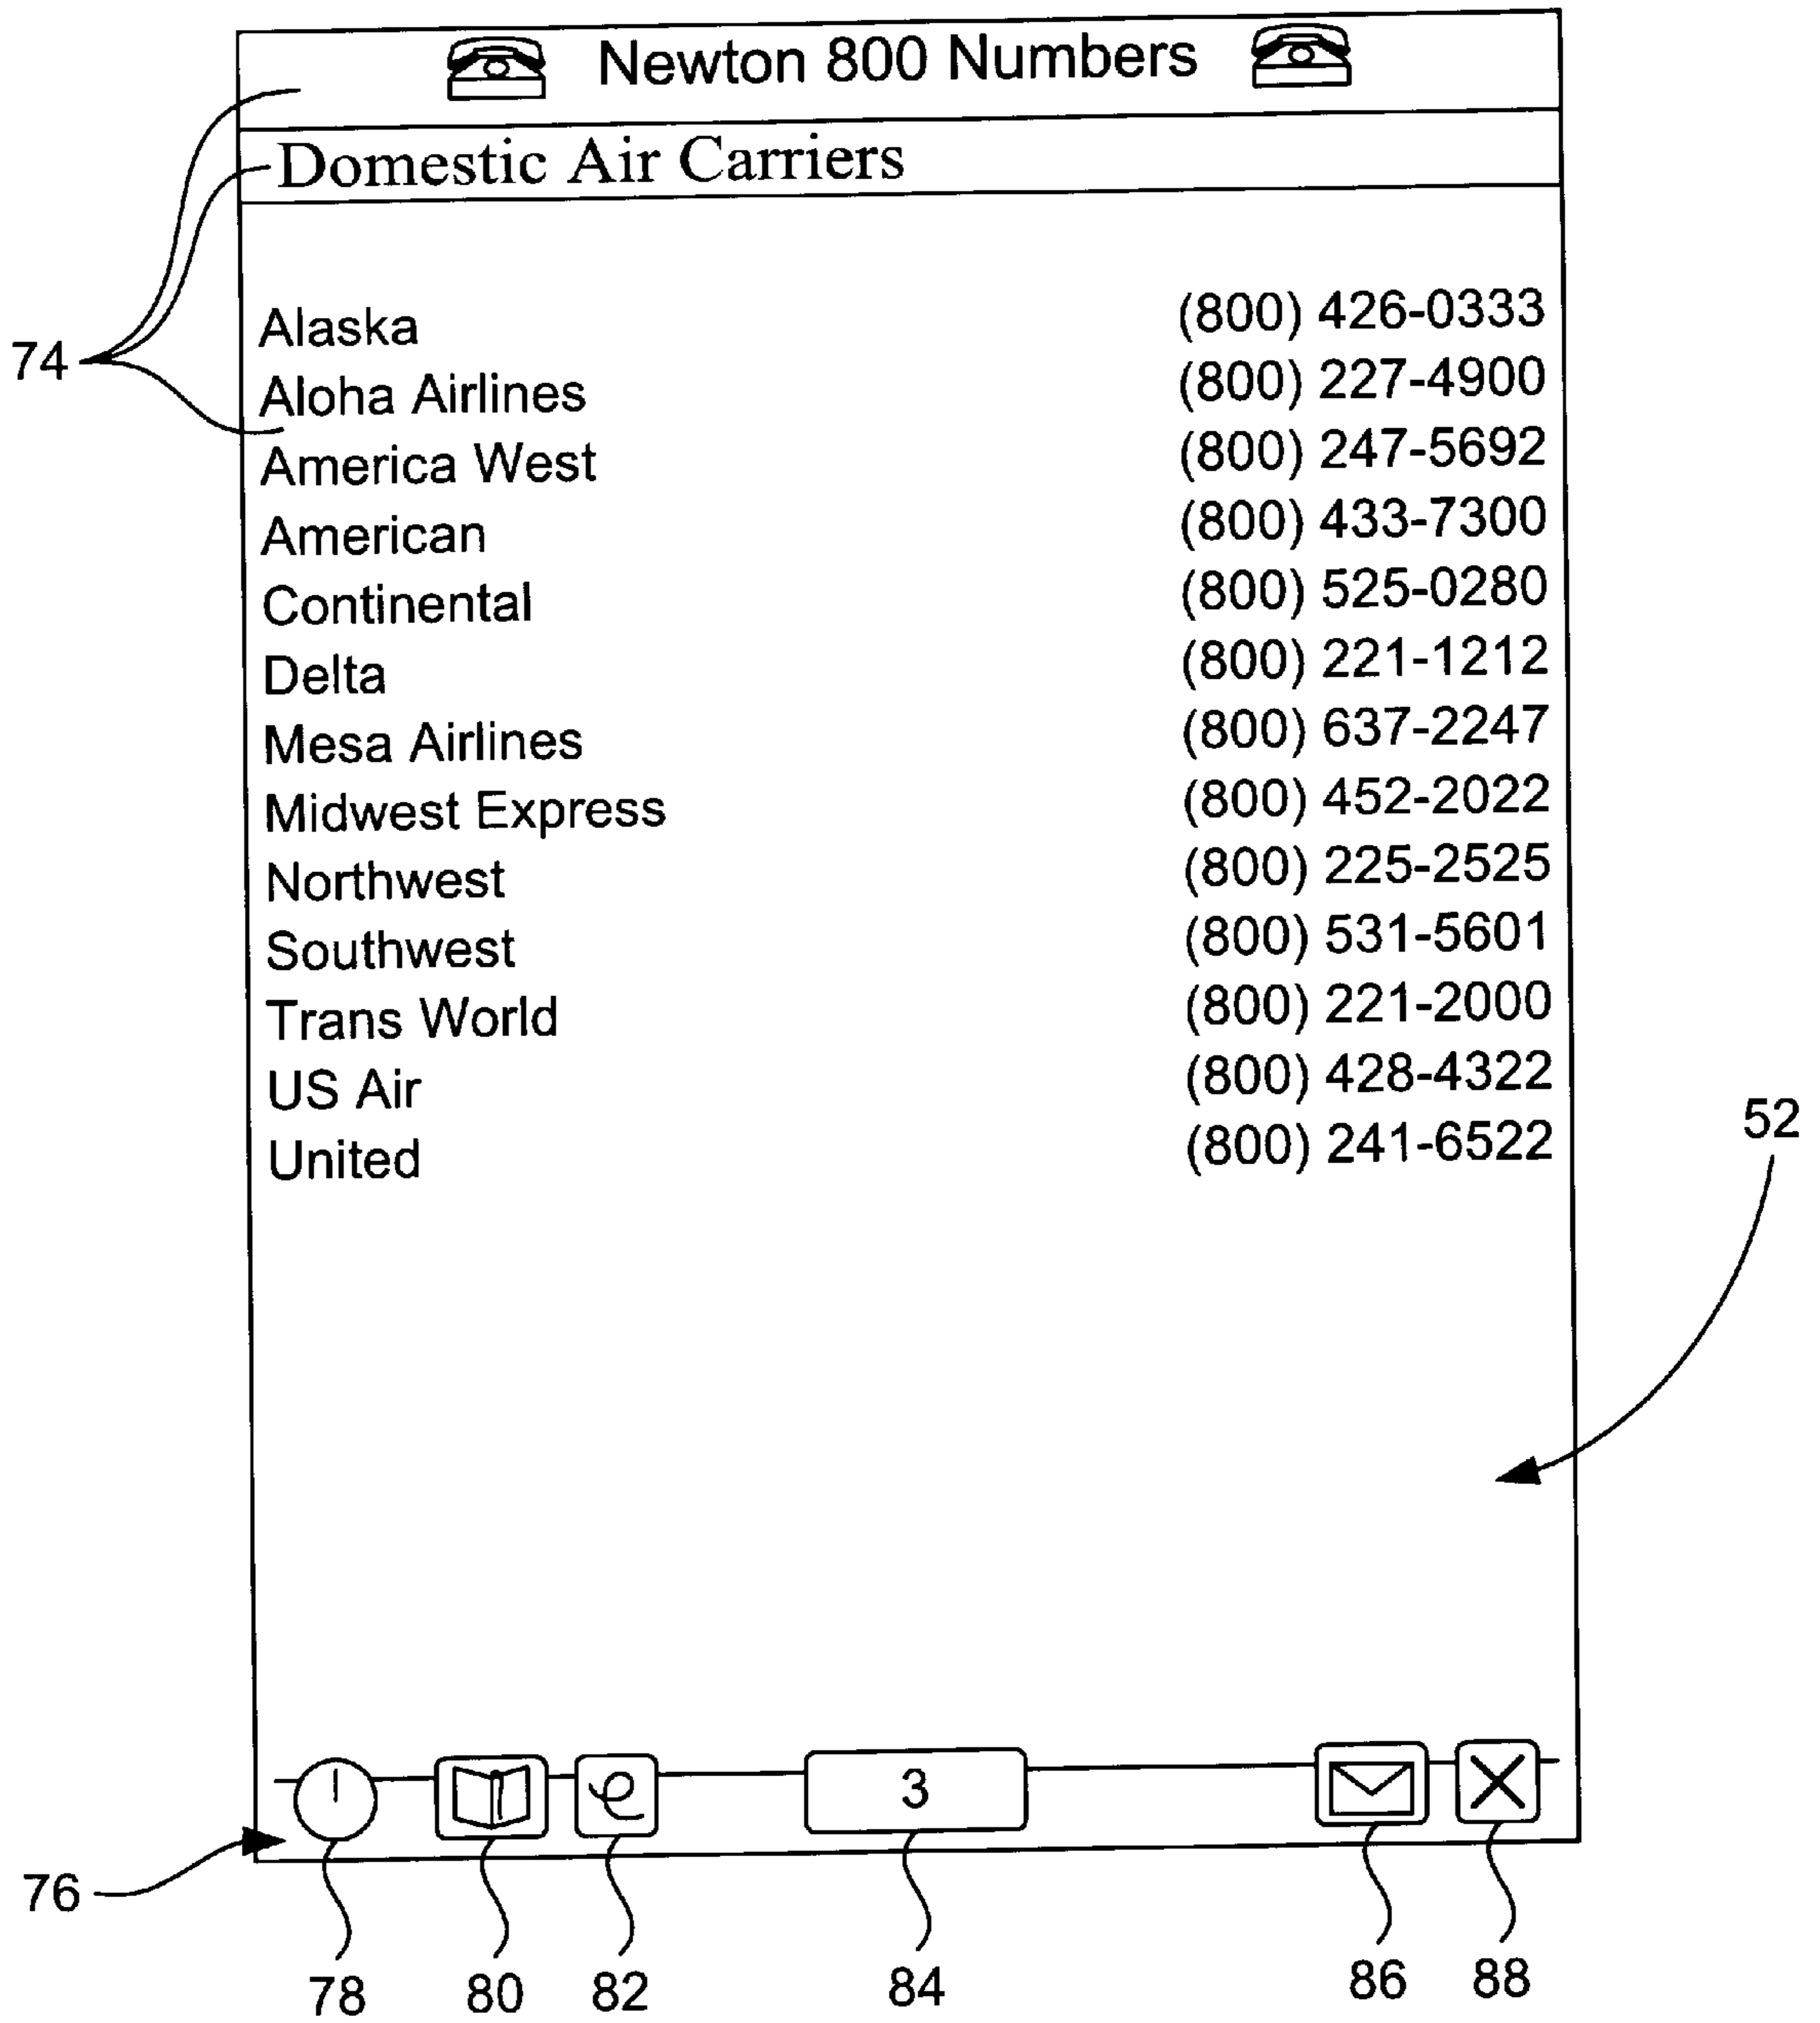 Newton 800 Numbers
Domestic Air Carriers
74
Alaska (800) 426-0333
Aloha Airlines (800) 227-4900
America West (800) 247-5692
American (800) 433-7300
Continental (800) 525-0280
Delta (800) 221-1212
Mesa Airlines (800) 637-2247
Midwest Express (800) 452-2022
Northwest (800) 225-2525
Southwest (800) 531-5601
Trans World (800) 221-2000
US Air (800) 428-4322
United (800) 241-6522
52
3
76
78 80 82 84 86 88